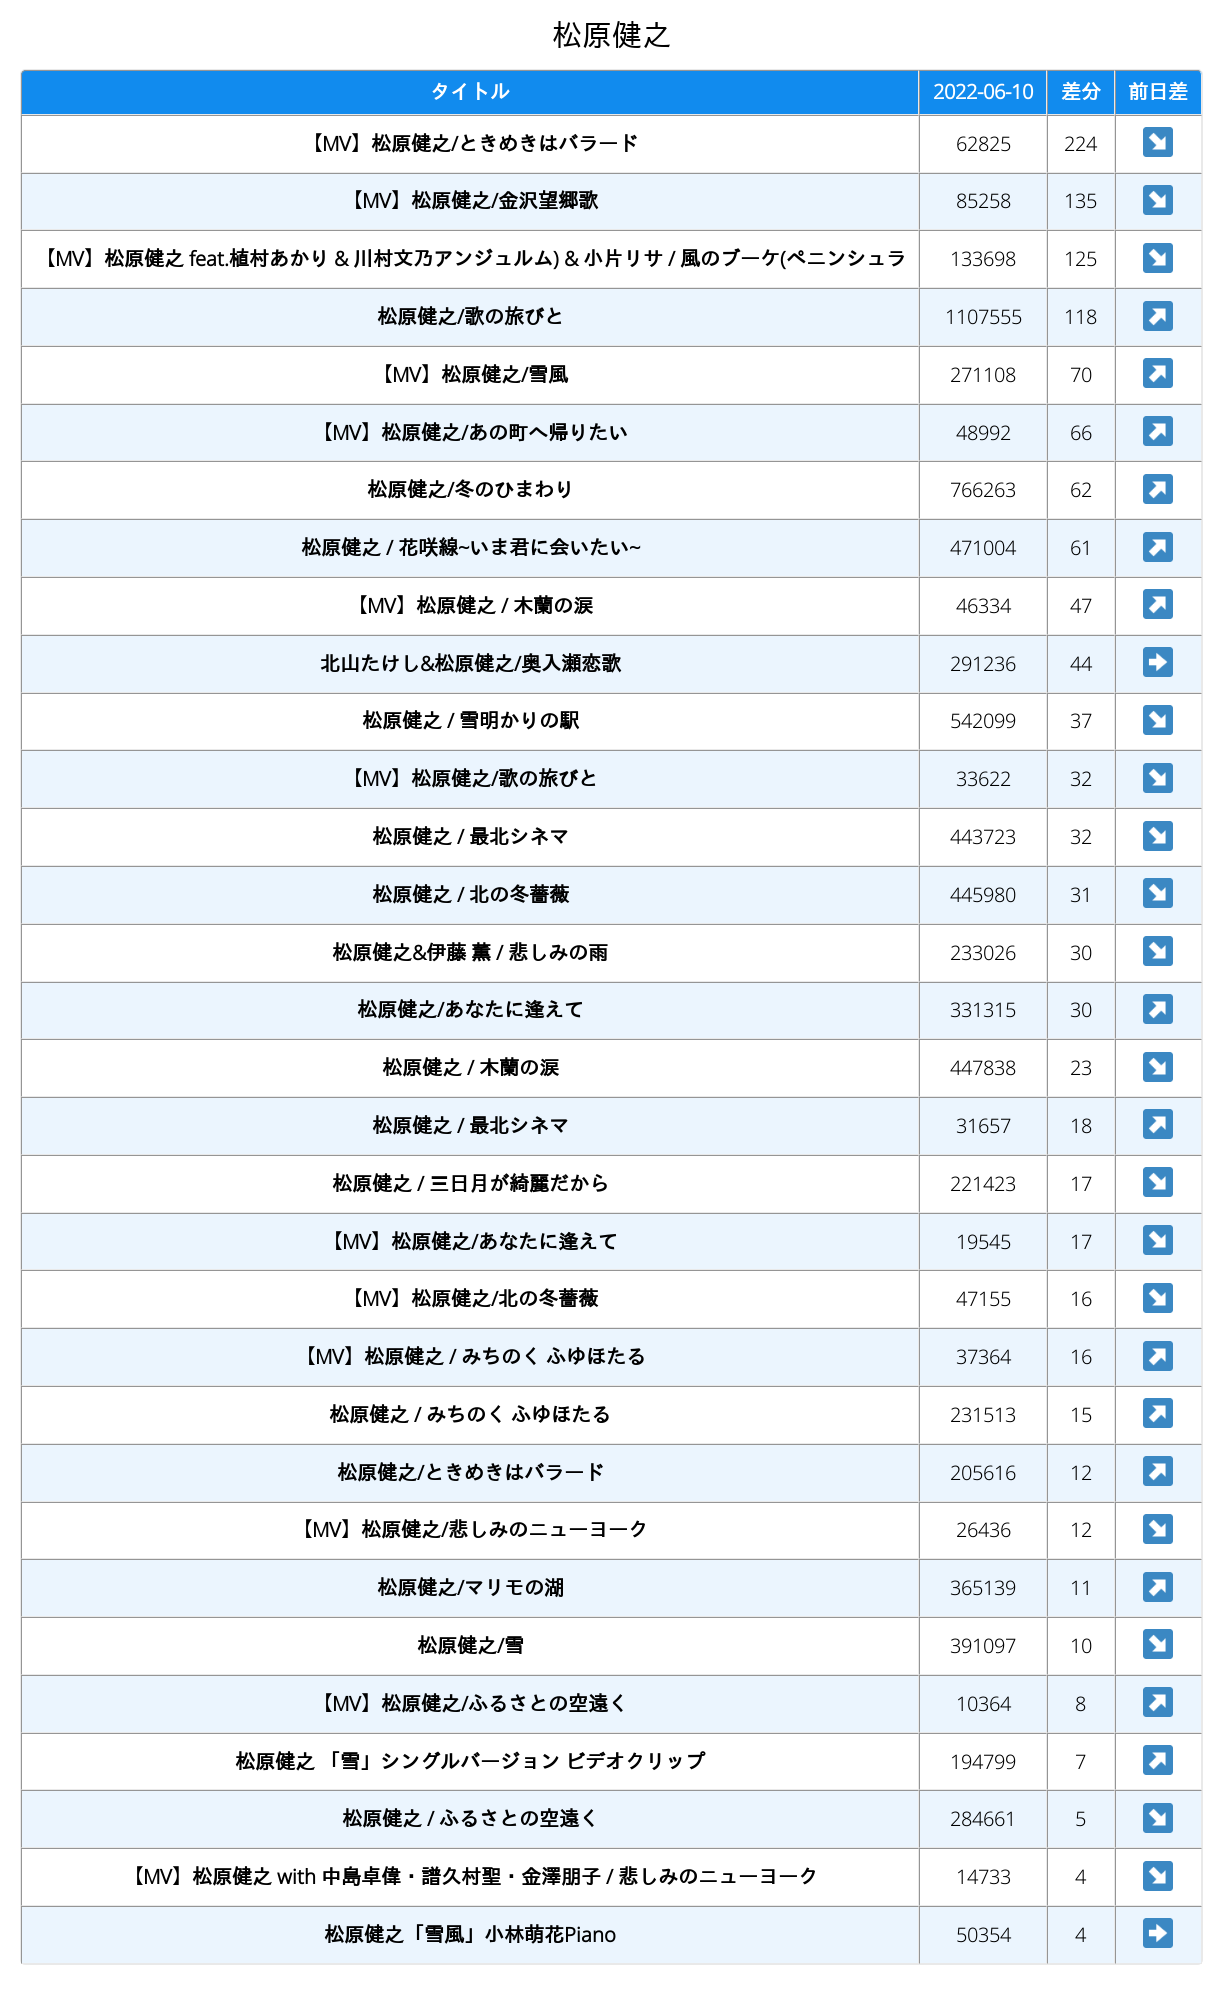 松原健之
タイトル 2022-06-10 差分 前日差
【MV】松原健之/ときめきはバラード 62825 224
【MV】松原健之/金沢望郷歌 85258 135
【MV】松原健之 feat.植村あかり & 川村文乃アンジュルム) & 小片リサ / 風のブーケ(ペニンシュラ 133698 125
松原健之/歌の旅びと 1107555 118
【MV】松原健之/雪風 271108 70
【MV】松原健之/あの町へ帰りたい 48992 66
松原健之/冬のひまわり 766263 62
松原健之 / 花咲線~いま君に会いたい~ 471004 61
【MV】松原健之 / 木蘭の涙 46334 47
北山たけし&松原健之/奥入瀬恋歌 291236 44
松原健之 / 雪明かりの駅 542099 37
【MV】松原健之/歌の旅びと 33622 32
松原健之 / 最北シネマ 443723 32
松原健之 / 北の冬薔薇 445980 31
松原健之&伊藤 薫 / 悲しみの雨 233026 30
松原健之/あなたに逢えて 331315 30
松原健之 / 木蘭の涙 447838 23
松原健之 / 最北シネマ 31657 18
松原健之 / 三日月が綺麗だから 221423 17
【MV】松原健之/あなたに逢えて 19545 17
【MV】松原健之/北の冬薔薇 47155 16
【MV】松原健之 / みちのく ふゆほたる 37364 16
松原健之 / みちのく ふゆほたる 231513 15
松原健之/ときめきはバラード 205616 12
【MV】松原健之/悲しみのニューヨーク 26436 12
松原健之/マリモの湖 365139 11
松原健之/雪 391097 10
【MV】松原健之/ふるさとの空遠く 10364 8
松原健之 「雪」シングルバージョン ビデオクリップ 194799 7
松原健之 / ふるさとの空遠く 284661 5
【MV】松原健之 with 中島卓偉・譜久村聖・金澤朋子 / 悲しみのニューヨーク 14733 4
松原健之「雪風」小林萌花Piano 50354 4